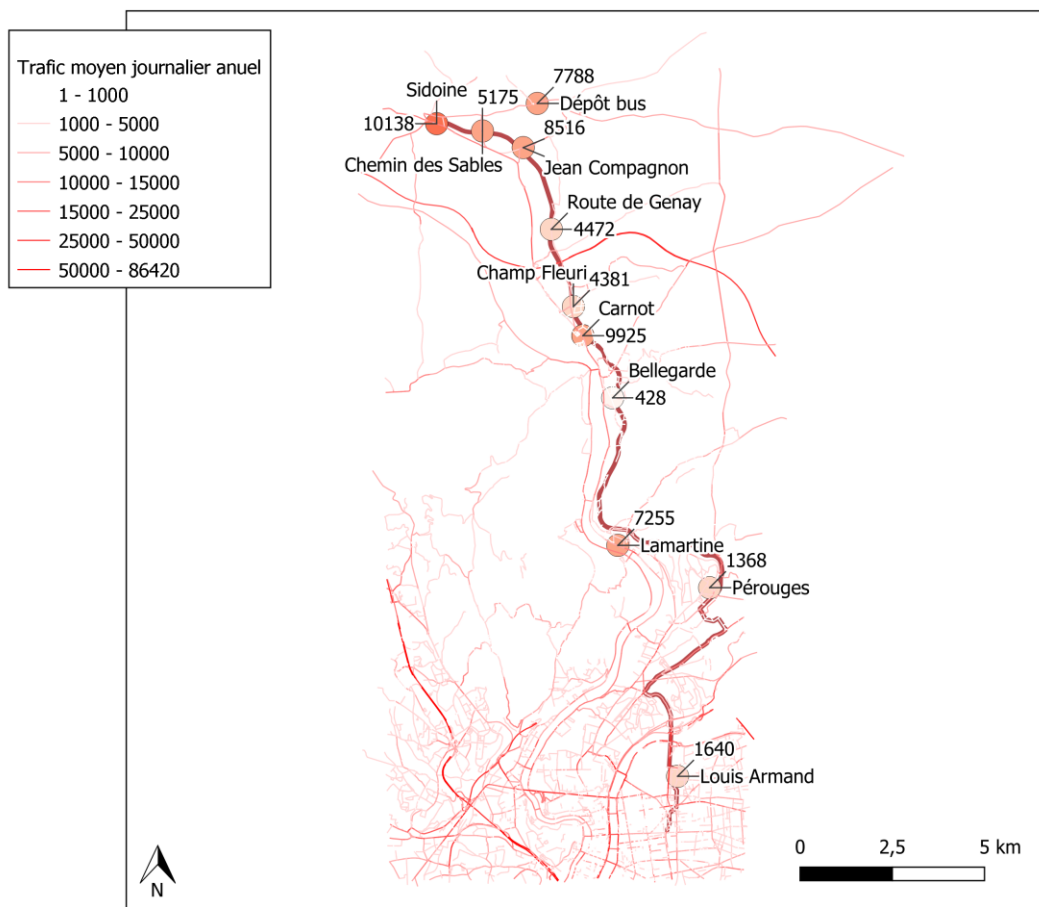 Trafic moyen journalier anuel
1 - 1000
1000 - 5000
5000 - 10000
10000 - 15000
15000 - 25000
25000 - 50000
50000 - 86420
Sidoine
10138
5175
Chemin des Sables
7788
Dépôt bus
8516
Jean Compagnon
Route de Genay
4472
Champ Fleuri
4381
Carnot
9925
Bellegarde
428
7255
Lamartine
1368
Pérouges
1640
Louis Armand
N
0 2,5 5 km